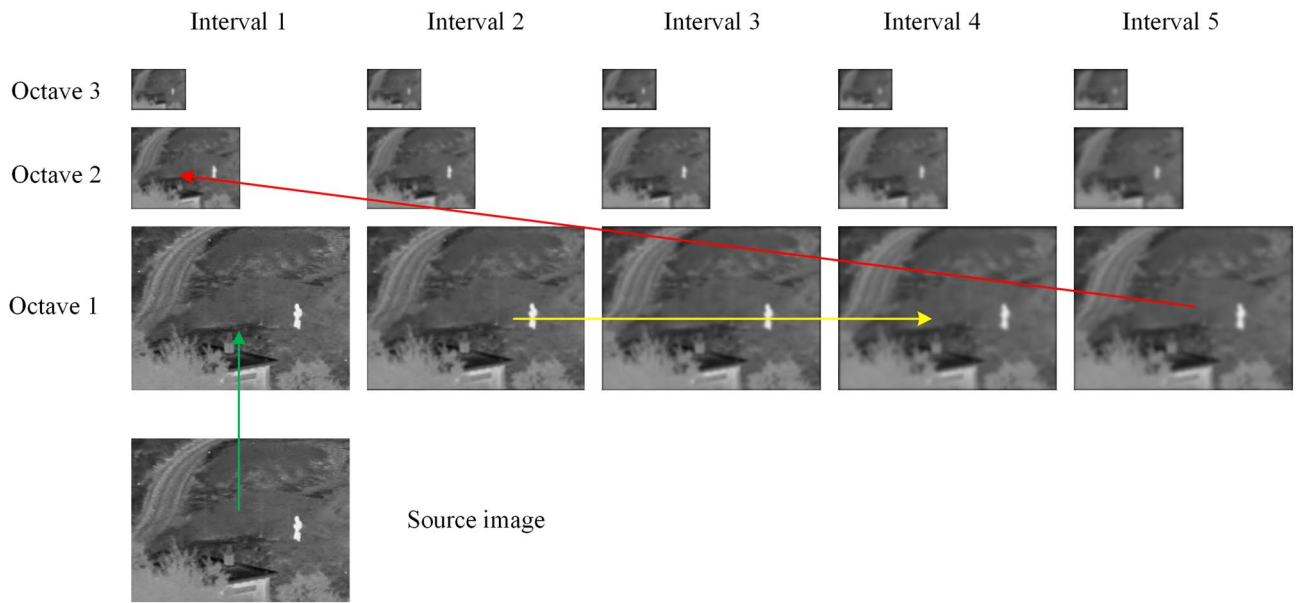 Interval 1 Interval 2 Interval 3 Interval 4 Interval 5
Octave 3
Octave 2
Octave 1
Source image